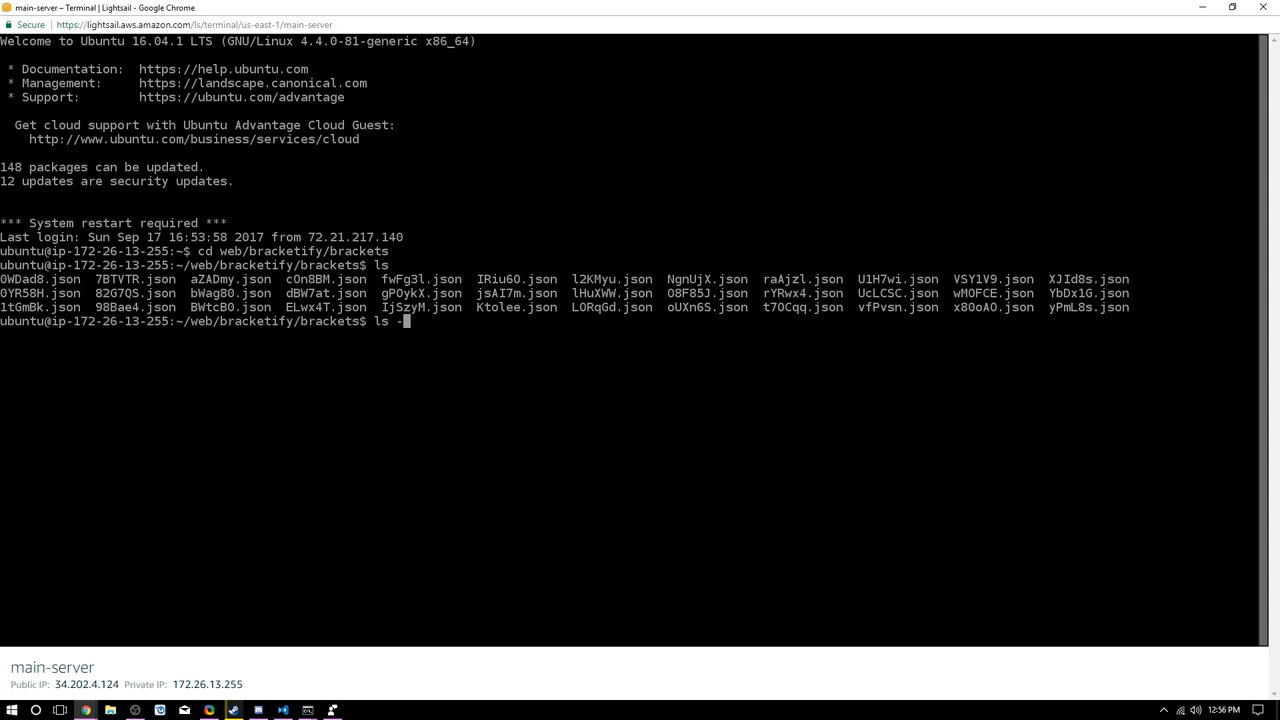 main-server – Terminal | Lightsail - Google Chrome
Secure https://lightsail.aws.amazon.com/ls/terminal/us-east-1/main-server
Welcome to Ubuntu 16.04.1 LTS (GNU/Linux 4.4.0-81-generic x86_64)
* Documentation: https://help.ubuntu.com
* Management: https://landscape.canonical.com
* Support: https://ubuntu.com/advantage
Get cloud support with Ubuntu Advantage Cloud Guest:
http://www.ubuntu.com/business/services/cloud
148 packages can be updated.
12 updates are security updates.
*** System restart required ***
Last login: Sun Sep 17 16:53:58 2017 from 72.21.217.140
ubuntu@ip-172-26-13-255:~$ cd web/bracketify/brackets
ubuntu@ip-172-26-13-255:~/web/bracketify/brackets$ ls
0WDad8.json 7BTVTR.json aZADmy.json cOn8BM.json fwFg3l.json IRiu6O.json l2KMyu.json NgnUjX.json raAjzl.json U1H7wi.json VSY1V9.json XJId8s.json
0YR58H.json 82G7QS.json bWag80.json dBW7at.json gPOykX.json jsAI7m.json lHuXWW.json O8F85J.json rYRwx4.json UcLCSC.json wMOFCE.json YbDx1G.json
1tGmBk.json 98Bae4.json BWtcB0.json ELwx4T.json IjSzyM.json Ktolee.json LORqGd.json oUXn6S.json t7OCqq.json vfPvsn.json x80oAO.json yPmL8s.json
ubuntu@ip-172-26-13-255:~/web/bracketify/brackets$ ls -
main-server
Public IP: 34.202.4.124 Private IP: 172.26.13.255
12:56 PM